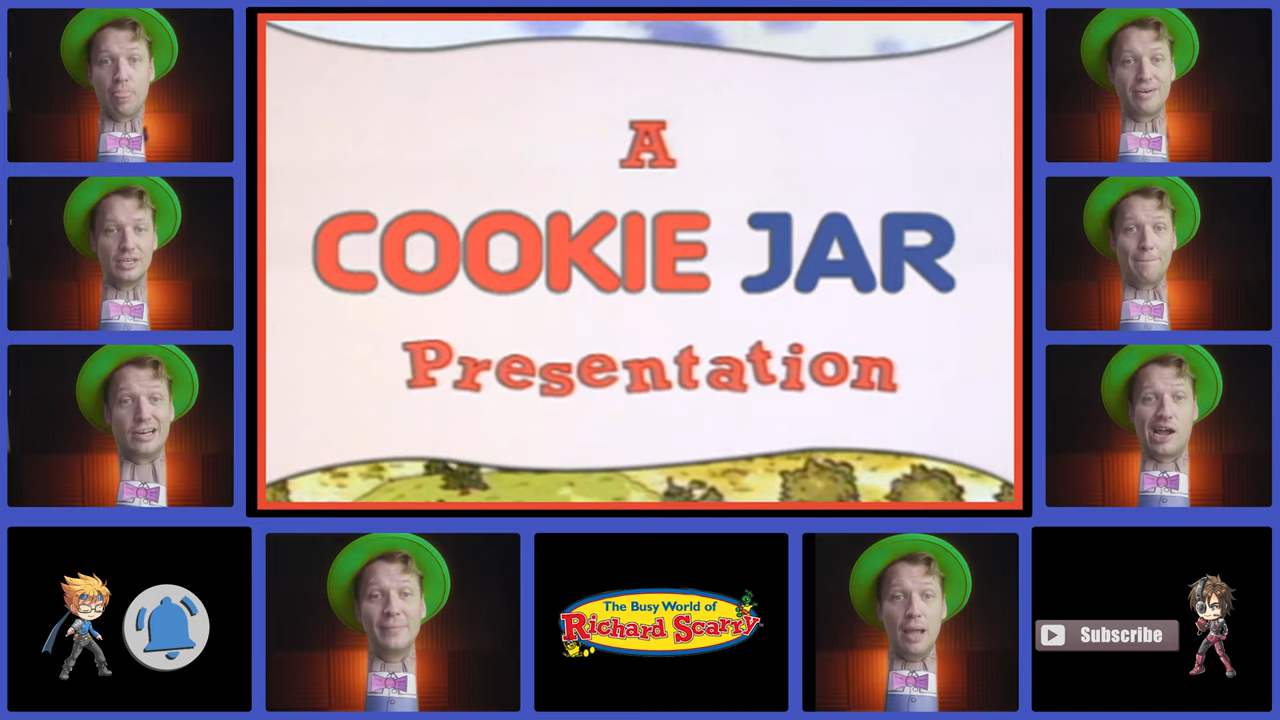 A
COOKIE JAR
Presentation
The Busy World of
Richard Scarry
Subscribe